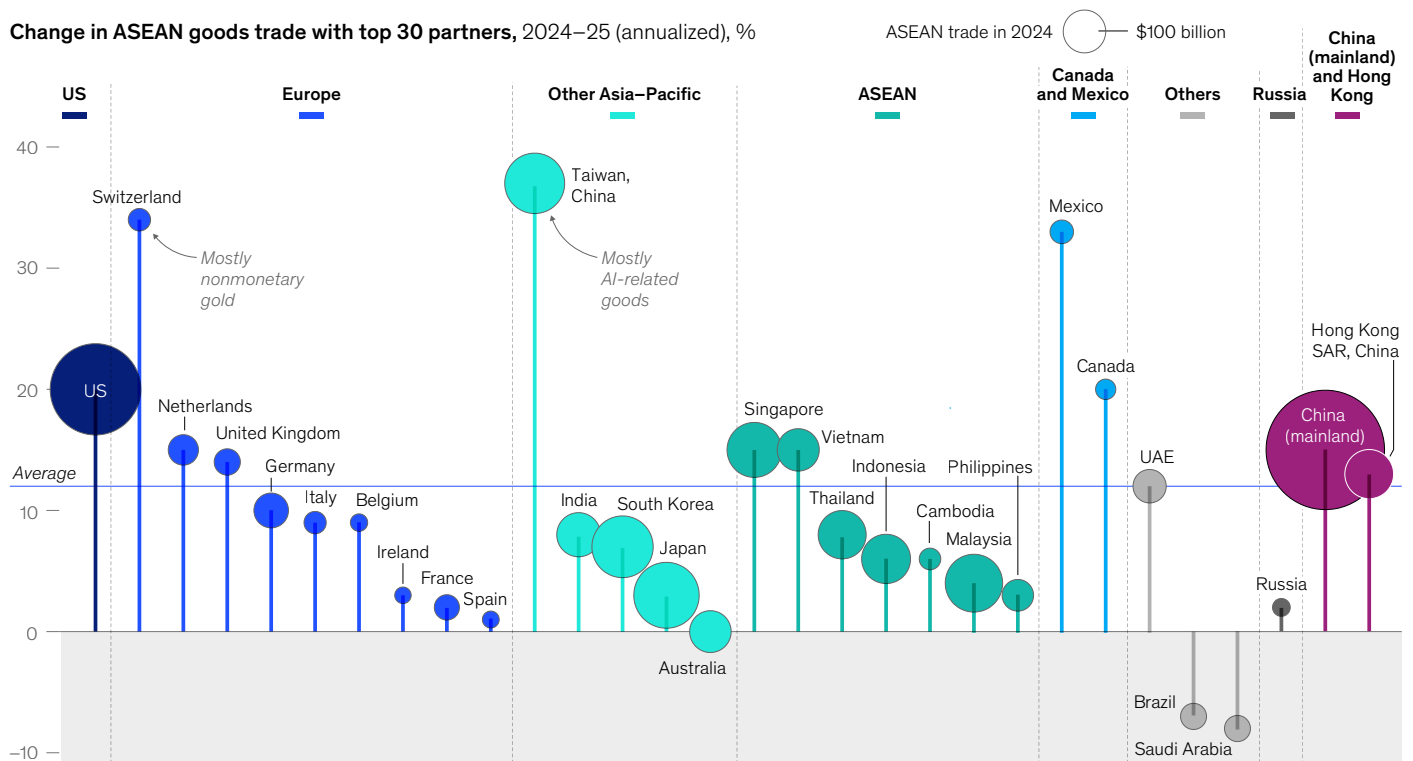 Change in ASEAN goods trade with top 30 partners, 2024–25 (annualized), %
ASEAN trade in 2024
$100 billion
US
Europe
Other Asia–Pacific
ASEAN
Canada
and Mexico
Others
Russia
China
(mainland)
and Hong
Kong
40
30
20
10
0
–10
Average
US
Switzerland
Mostly
nonmonetary
gold
Netherlands
United Kingdom
Germany
Italy
Belgium
Ireland
France
Spain
Taiwan,
China
Mostly
AI-related
goods
India
South Korea
Japan
Australia
Singapore
Vietnam
Thailand
Indonesia
Cambodia
Malaysia
Philippines
Mexico
Canada
UAE
Brazil
Saudi Arabia
Russia
China
(mainland)
Hong Kong
SAR, China